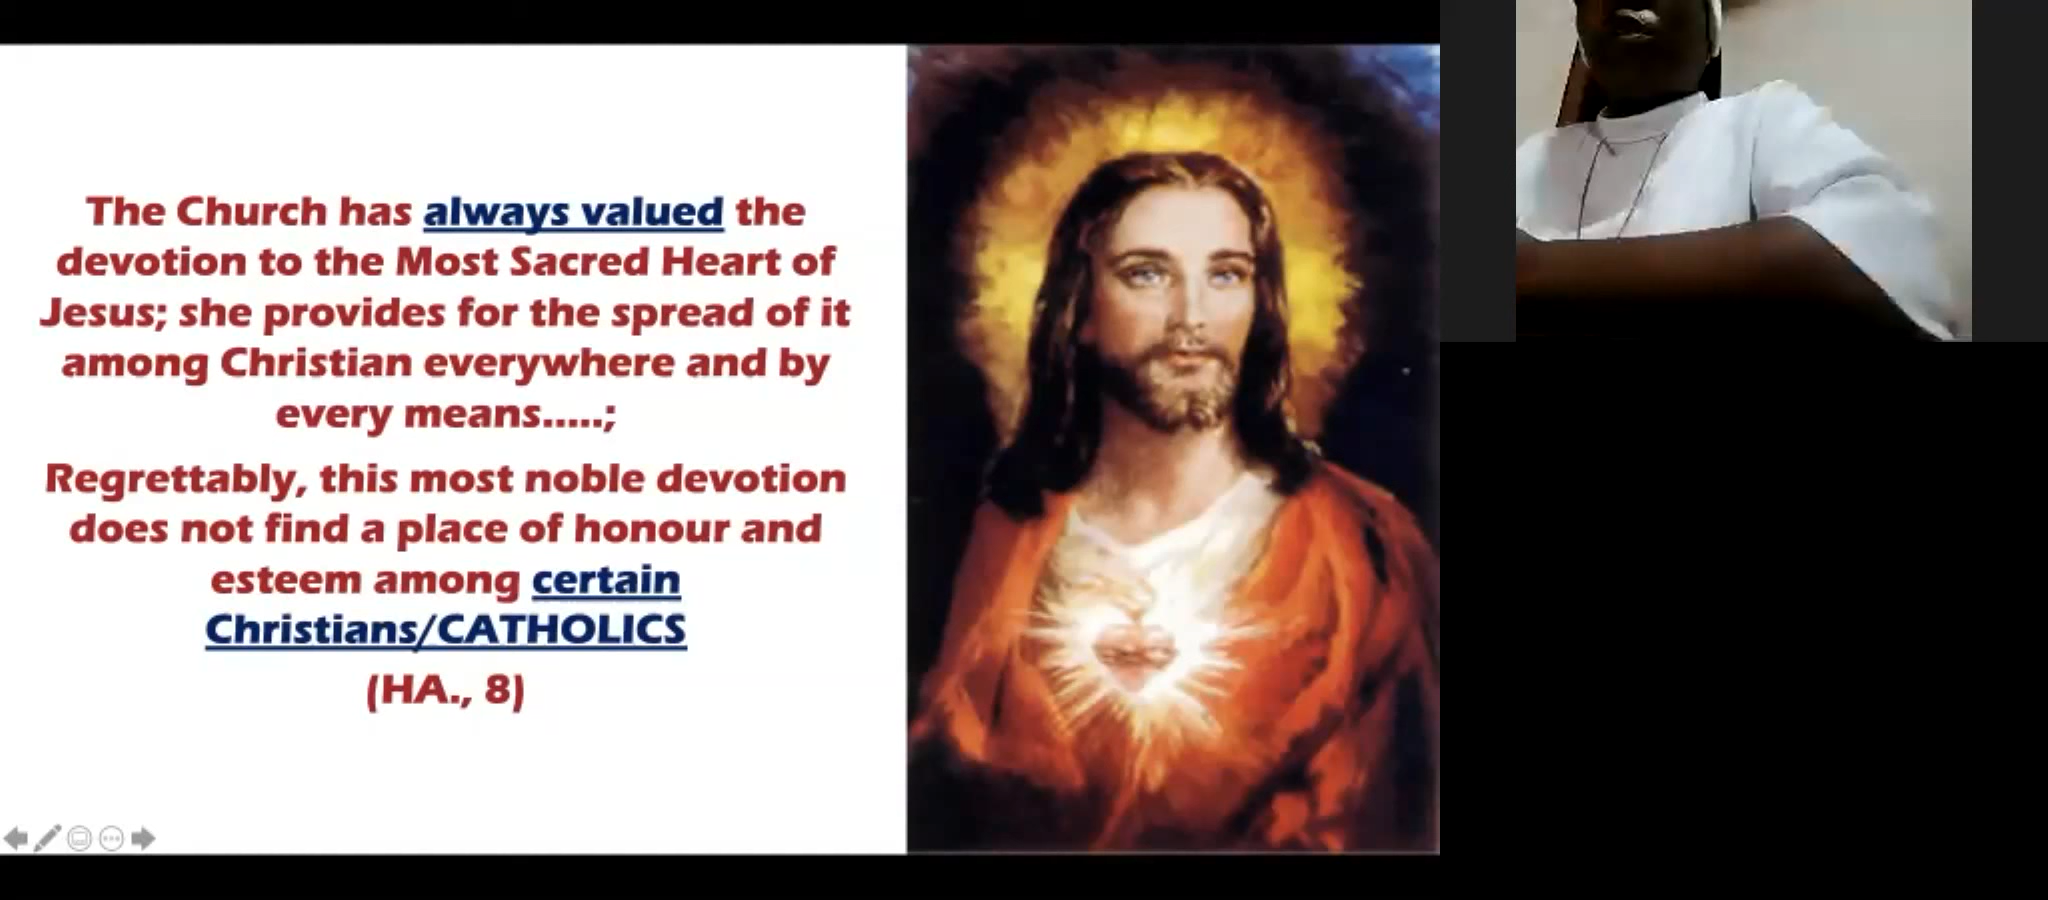 The Church has always valued the
devotion to the Most Sacred Heart of
Jesus; she provides for the spread of it
among Christian everywhere and by
every means.....;
Regrettably, this most noble devotion
does not find a place of honour and
esteem among certain
Christians/CATHOLICS
(HA., 8)